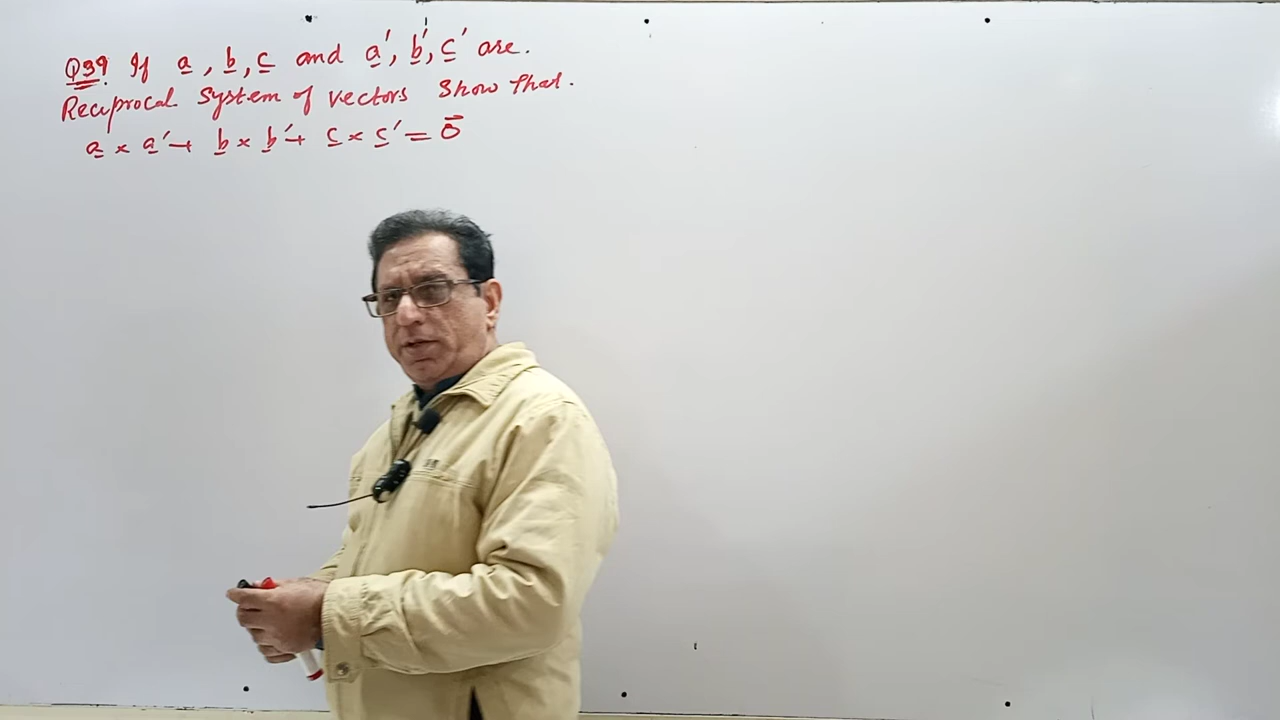 Q39 If a, b, c and a', b', c' are.
Reciprocal System of vectors Show that.
a × a' + b × b' + c × c' = 0⃗